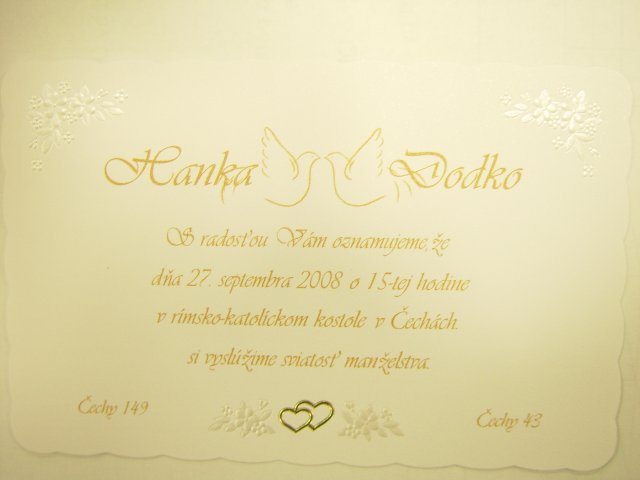 Hanka Dodko
S radosťou Vám oznamujeme, že
dňa 27. septembra 2008 o 15-tej hodine
v rímsko-katolíckom kostole v Čechách.
si vyslúžime sviatosť manželstva.
Čechy 149
Čechy 43